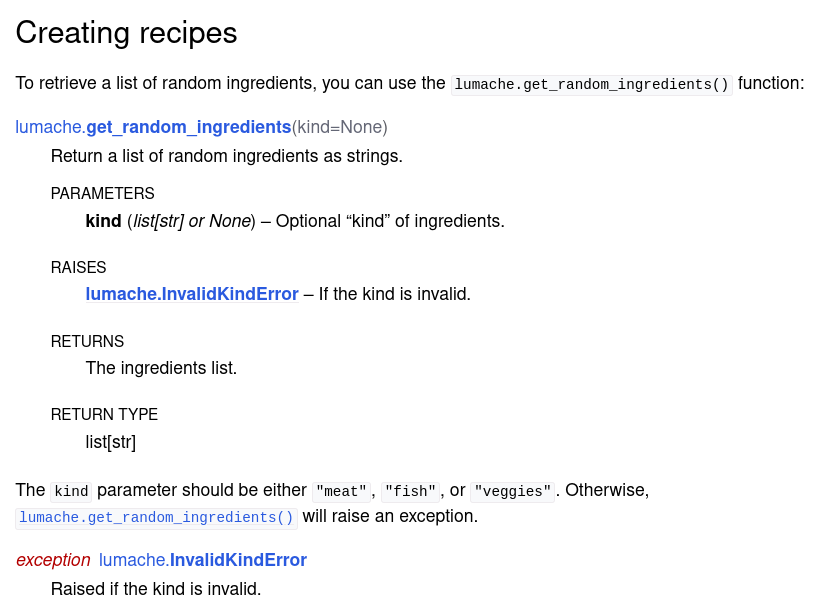 Creating recipes
To retrieve a list of random ingredients, you can use the lumache.get_random_ingredients() function:
lumache.get_random_ingredients(kind=None)
Return a list of random ingredients as strings.
PARAMETERS
kind (list[str] or None) – Optional “kind” of ingredients.
RAISES
lumache.InvalidKindError – If the kind is invalid.
RETURNS
The ingredients list.
RETURN TYPE
list[str]
The kind parameter should be either "meat", "fish", or "veggies". Otherwise,
lumache.get_random_ingredients() will raise an exception.
exception lumache.InvalidKindError
Raised if the kind is invalid.